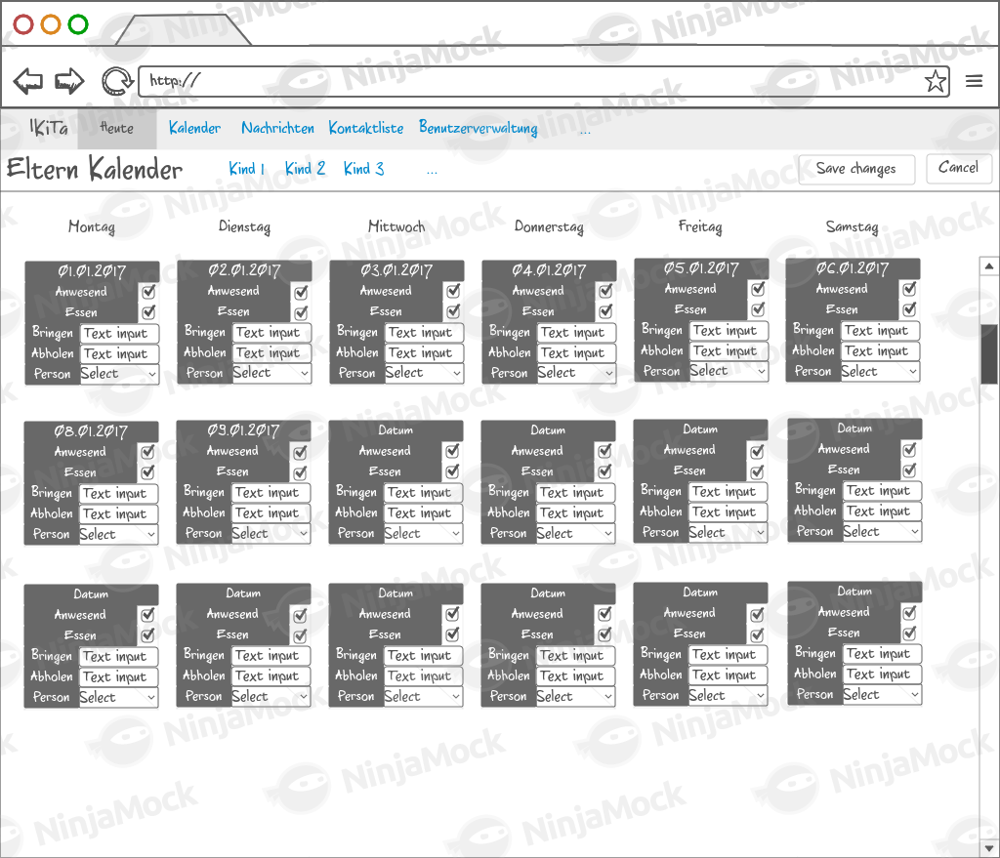 http://
IKiTa Heute Kalender Nachrichten Kontaktliste Benutzerverwaltung ...
Eltern Kalender Kind 1 Kind 2 Kind 3 ... Save changes Cancel
Montag Dienstag Mittwoch Donnerstag Freitag Samstag
01.01.2017 02.01.2017 03.01.2017 04.01.2017 05.01.2017 06.01.2017
Anwesend Anwesend Anwesend Anwesend Anwesend Anwesend
Essen Essen Essen Essen Essen Essen
Bringen Text input Bringen Text input Bringen Text input Bringen Text input Bringen Text input Bringen Text input
Abholen Text input Abholen Text input Abholen Text input Abholen Text input Abholen Text input Abholen Text input
Person Select Person Select Person Select Person Select Person Select Person Select
08.01.2017 09.01.2017 Datum Datum Datum Datum
Anwesend Anwesend Anwesend Anwesend Anwesend Anwesend
Essen Essen Essen Essen Essen Essen
Bringen Text input Bringen Text input Bringen Text input Bringen Text input Bringen Text input Bringen Text input
Abholen Text input Abholen Text input Abholen Text input Abholen Text input Abholen Text input Abholen Text input
Person Select Person Select Person Select Person Select Person Select Person Select
Datum Datum Datum Datum Datum Datum
Anwesend Anwesend Anwesend Anwesend Anwesend Anwesend
Essen Essen Essen Essen Essen Essen
Bringen Text input Bringen Text input Bringen Text input Bringen Text input Bringen Text input Bringen Text input
Abholen Text input Abholen Text input Abholen Text input Abholen Text input Abholen Text input Abholen Text input
Person Select Person Select Person Select Person Select Person Select Person Select
NinjaMock